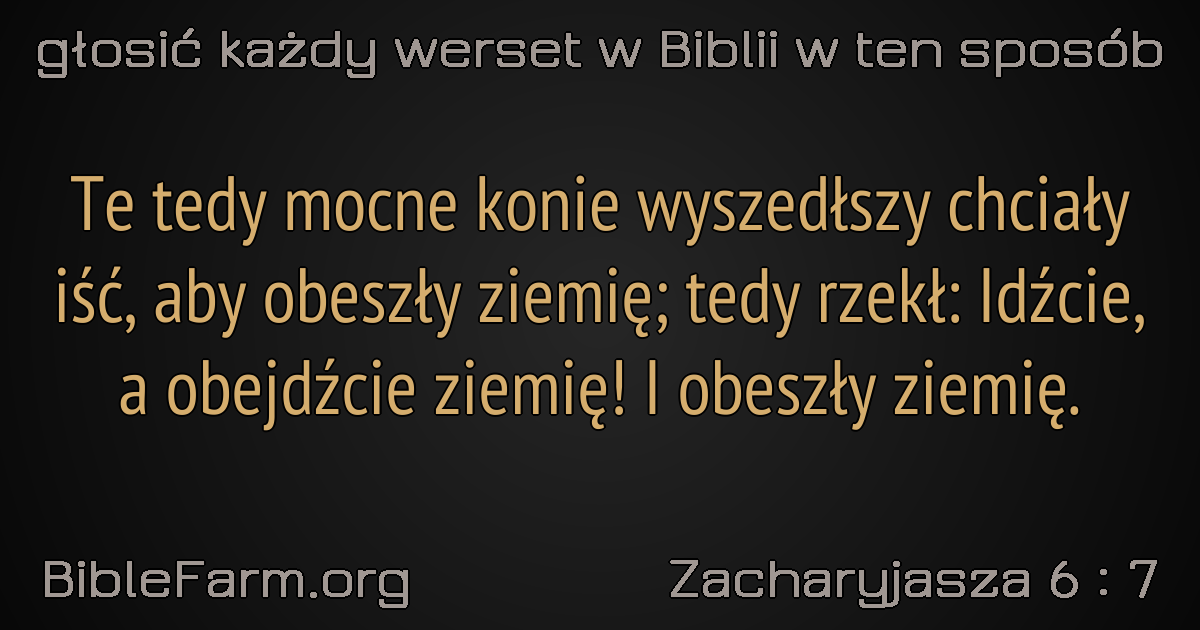 głosić każdy werset w Biblii w ten sposób
Te tedy mocne konie wyszedłszy chciały
iść, aby obeszły ziemię; tedy rzekł: Idźcie,
a obejdźcie ziemię! I obeszły ziemię.
BibleFarm.org
Zacharyjasza 6 : 7